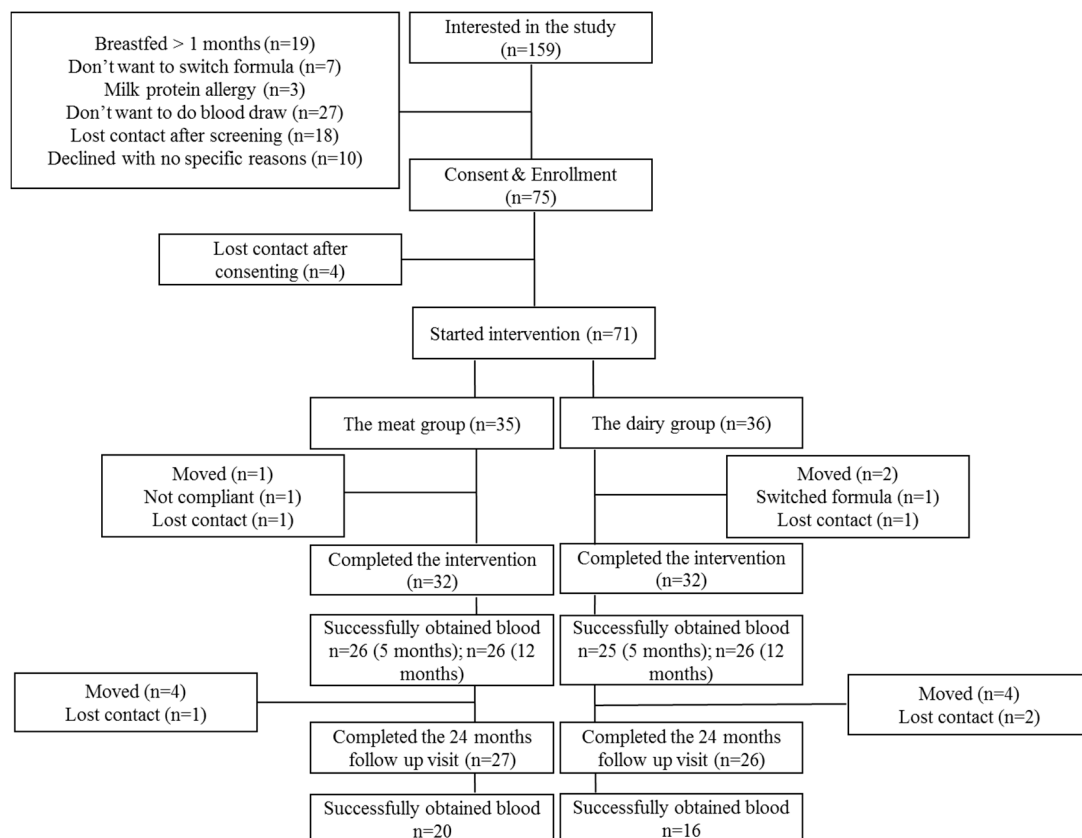 Interested in the study
(n=159)
Breastfed > 1 months (n=19)
Don't want to switch formula (n=7)
Milk protein allergy (n=3)
Don't want to do blood draw (n=27)
Lost contact after screening (n=18)
Declined with no specific reasons (n=10)
Consent & Enrollment
(n=75)
Lost contact after
consenting (n=4)
Started intervention (n=71)
The meat group (n=35)
The dairy group (n=36)
Moved (n=1)
Not compliant (n=1)
Lost contact (n=1)
Moved (n=2)
Switched formula (n=1)
Lost contact (n=1)
Completed the intervention
(n=32)
Completed the intervention
(n=32)
Successfully obtained blood
n=26 (5 months); n=26 (12
months)
Successfully obtained blood
n=25 (5 months); n=26 (12
months)
Moved (n=4)
Lost contact (n=1)
Moved (n=4)
Lost contact (n=2)
Completed the 24 months
follow up visit (n=27)
Completed the 24 months
follow up visit (n=26)
Successfully obtained blood
n=20
Successfully obtained blood
n=16